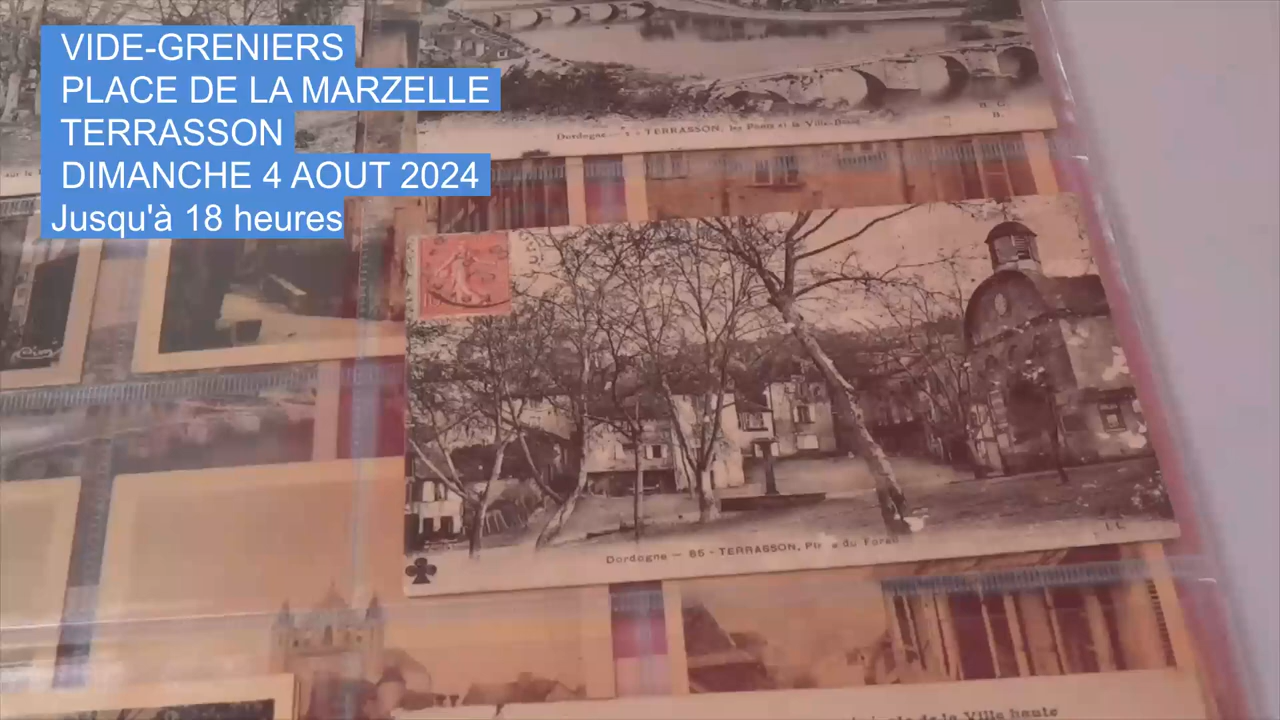 VIDE-GRENIERS
PLACE DE LA MARZELLE
TERRASSON
DIMANCHE 4 AOUT 2024
Jusqu'à 18 heures
Dordogne - TERRASSON, les Ponts et la Ville
Dordogne — 86 - TERRASSON, du
de la Ville haute